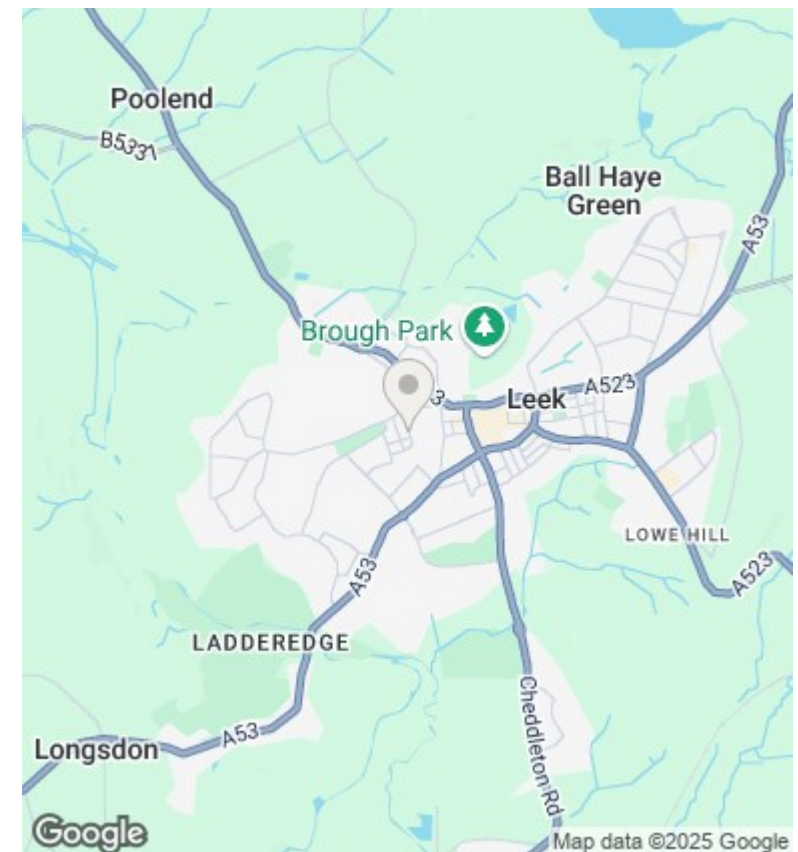 Poolend
B5331
Ball Haye
Green
A53
Brough Park
A523
Leek
LOWE HILL
A53
A523
LADDEREDGE
Cheddleton Rd
A53
Longsdon
Google
Map data ©2025 Google